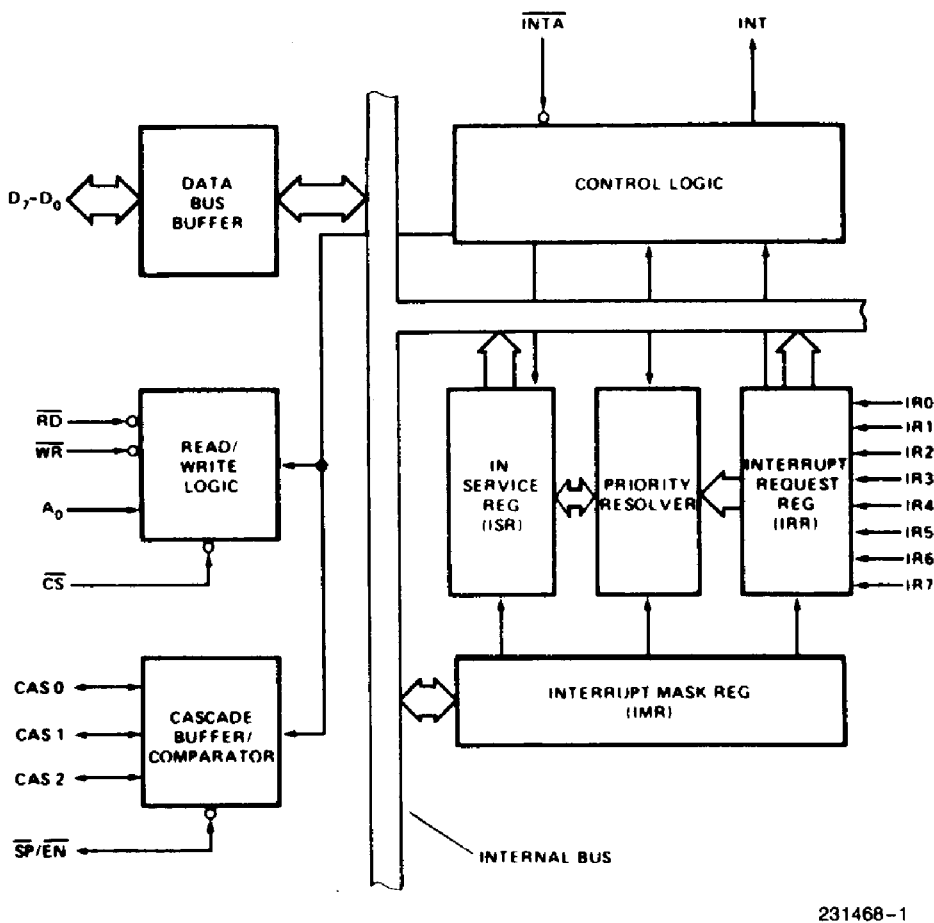 INTA
INT
CONTROL LOGIC
D7-D0
DATA
BUS
BUFFER
RD
WR
A0
CS
READ/
WRITE
LOGIC
IN
SERVICE
REG
(ISR)
PRIORITY
RESOLVER
INTERRUPT
REQUEST
REG
(IRR)
IR0
IR1
IR2
IR3
IR4
IR5
IR6
IR7
CAS 0
CAS 1
CAS 2
SP/EN
CASCADE
BUFFER/
COMPARATOR
INTERRUPT MASK REG
(IMR)
INTERNAL BUS
231468-1